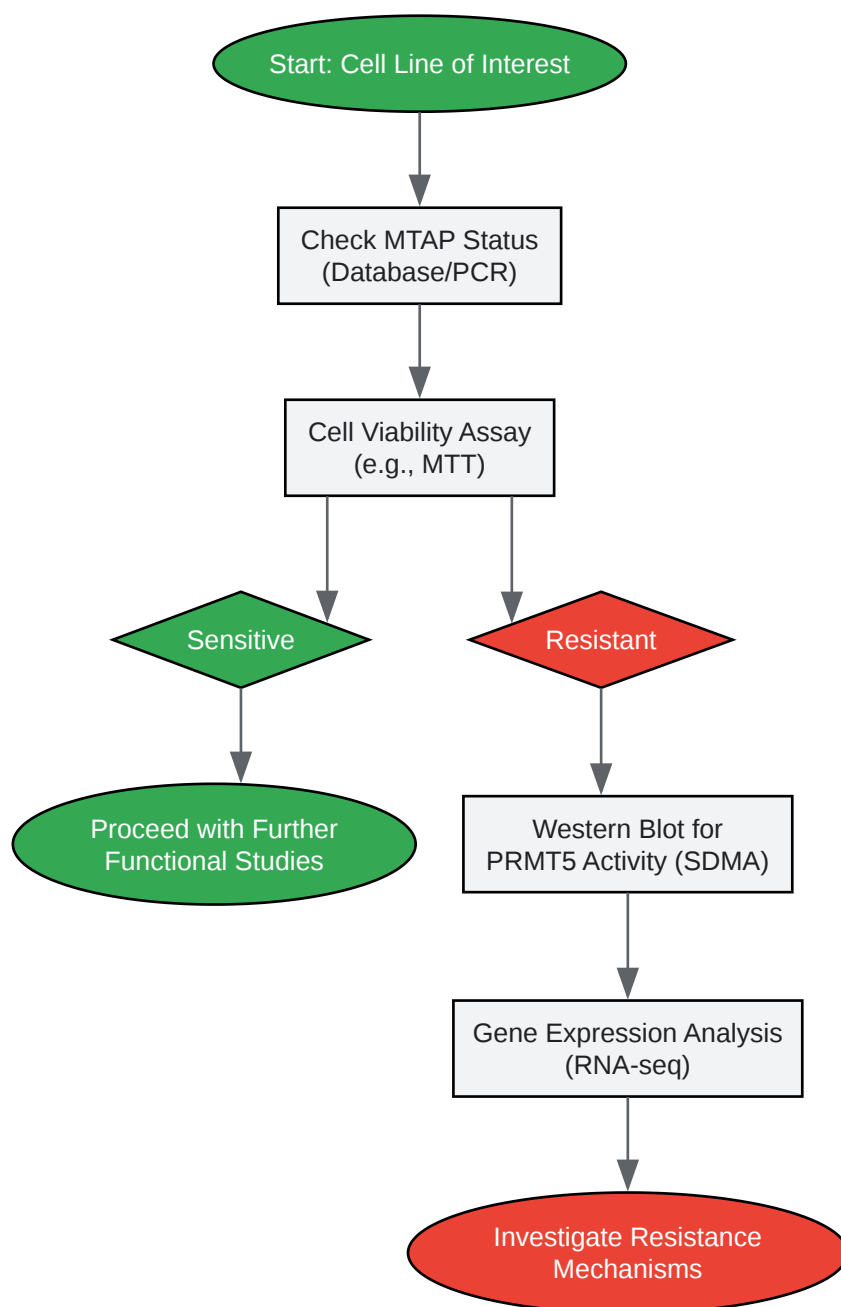 Start: Cell Line of Interest
Check MTAP Status
(Database/PCR)
Cell Viability Assay
(e.g., MTT)
Sensitive
Resistant
Proceed with Further
Functional Studies
Western Blot for
PRMT5 Activity (SDMA)
Gene Expression Analysis
(RNA-seq)
Investigate Resistance
Mechanisms